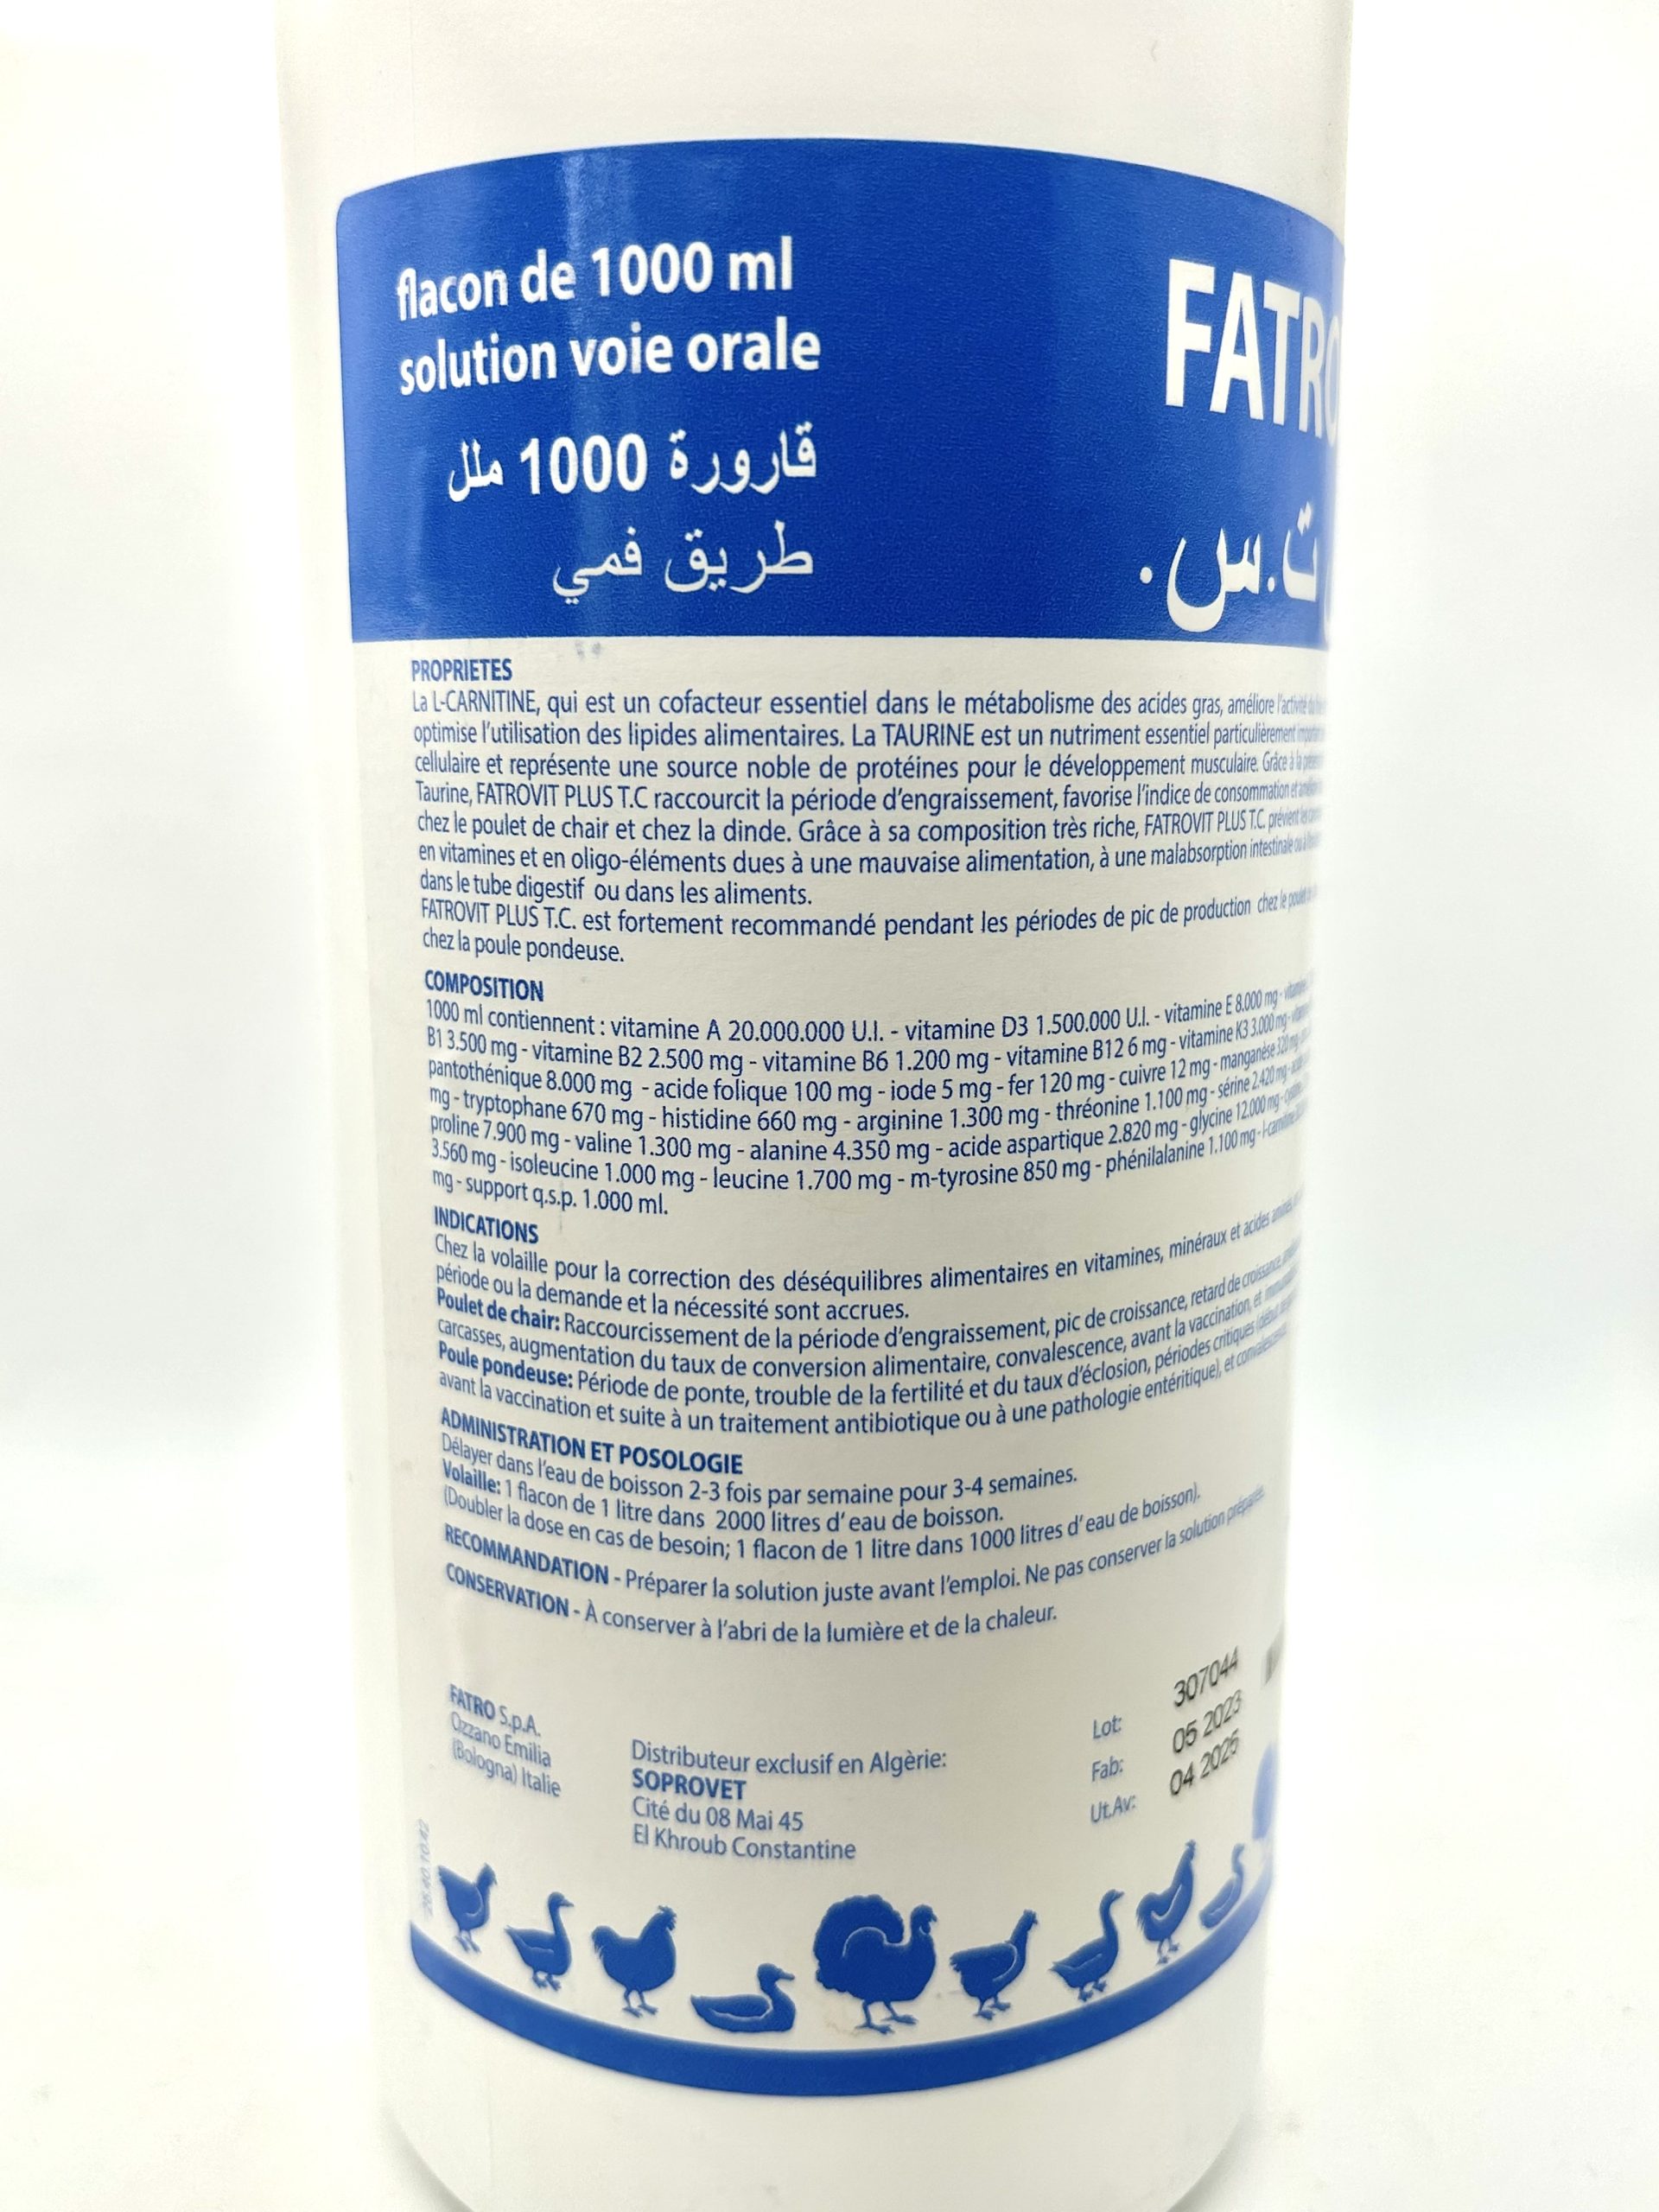 flacon de 1000 ml
solution voie orale
قارورة 1000 ملل
طريق فمي
FATRO
ت.س.
PROPRIETES
La L-CARNITINE, qui est un cofacteur essentiel dans le métabolisme des acides gras, améliore l'activité du
optimise l'utilisation des lipides alimentaires. La TAURINE est un nutriment essentiel particulièrement
cellulaire et représente une source noble de protéines pour le développement musculaire. Grâce à la
Taurine, FATROVIT PLUS T.C raccourcit la période d'engraissement, favorise l'indice de consommation et
chez le poulet de chair et chez la dinde. Grâce à sa composition très riche, FATROVIT PLUS T.C. prévient
en vitamines et en oligo-éléments dues à une mauvaise alimentation, à une malabsorption intestinale ou à
dans le tube digestif ou dans les aliments.
FATROVIT PLUS T.C. est fortement recommandé pendant les périodes de pic de production chez le
chez la poule pondeuse.
COMPOSITION
1000 ml contiennent : vitamine A 20.000.000 U.I. - vitamine D3 1.500.000 U.I. - vitamine E 8.000 mg -
B1 3.500 mg - vitamine B2 2.500 mg - vitamine B6 1.200 mg - vitamine B12 6 mg - vitamine K3 3.000 mg -
pantothénique 8.000 mg - acide folique 100 mg - iode 5 mg - fer 120 mg - cuivre 12 mg - manganèse 320 mg
mg - tryptophane 670 mg - histidine 660 mg - arginine 1.300 mg - thréonine 1.100 mg - sérine 2.420 mg -
proline 7.900 mg - valine 1.300 mg - alanine 4.350 mg - acide aspartique 2.820 mg - glycine 12.000 mg -
3.560 mg - isoleucine 1.000 mg - leucine 1.700 mg - m-tyrosine 850 mg - phénilalanine 1.100 mg - l-carnitine
mg - support q.s.p. 1.000 ml.
INDICATIONS
Chez la volaille pour la correction des déséquilibres alimentaires en vitamines, minéraux et acides
période ou la demande et la nécessité sont accrues.
Poulet de chair: Raccourcissement de la période d'engraissement, pic de croissance, retard de croissance,
carcasses, augmentation du taux de conversion alimentaire, convalescence, avant la vaccination, et
Poule pondeuse: Période de ponte, trouble de la fertilité et du taux d'éclosion, périodes critiques
avant la vaccination et suite à un traitement antibiotique ou à une pathologie entéritique), et
ADMINISTRATION ET POSOLOGIE
Délayer dans l'eau de boisson 2-3 fois par semaine pour 3-4 semaines.
Volaille: 1 flacon de 1 litre dans 2000 litres d'eau de boisson.
(Doubler la dose en cas de besoin; 1 flacon de 1 litre dans 1000 litres d'eau de boisson).
RECOMMANDATION - Préparer la solution juste avant l'emploi. Ne pas conserver la solution préparée.
CONSERVATION - À conserver à l'abri de la lumière et de la chaleur.
FATRO S.p.A.
Ozzano Emilia
(Bologna) Italie
Distributeur exclusif en Algèrie:
SOPROVET
Cité du 08 Mai 45
El Khroub Constantine
Lot: 307044
Fab: 05 2023
Ut.Av: 04 2025